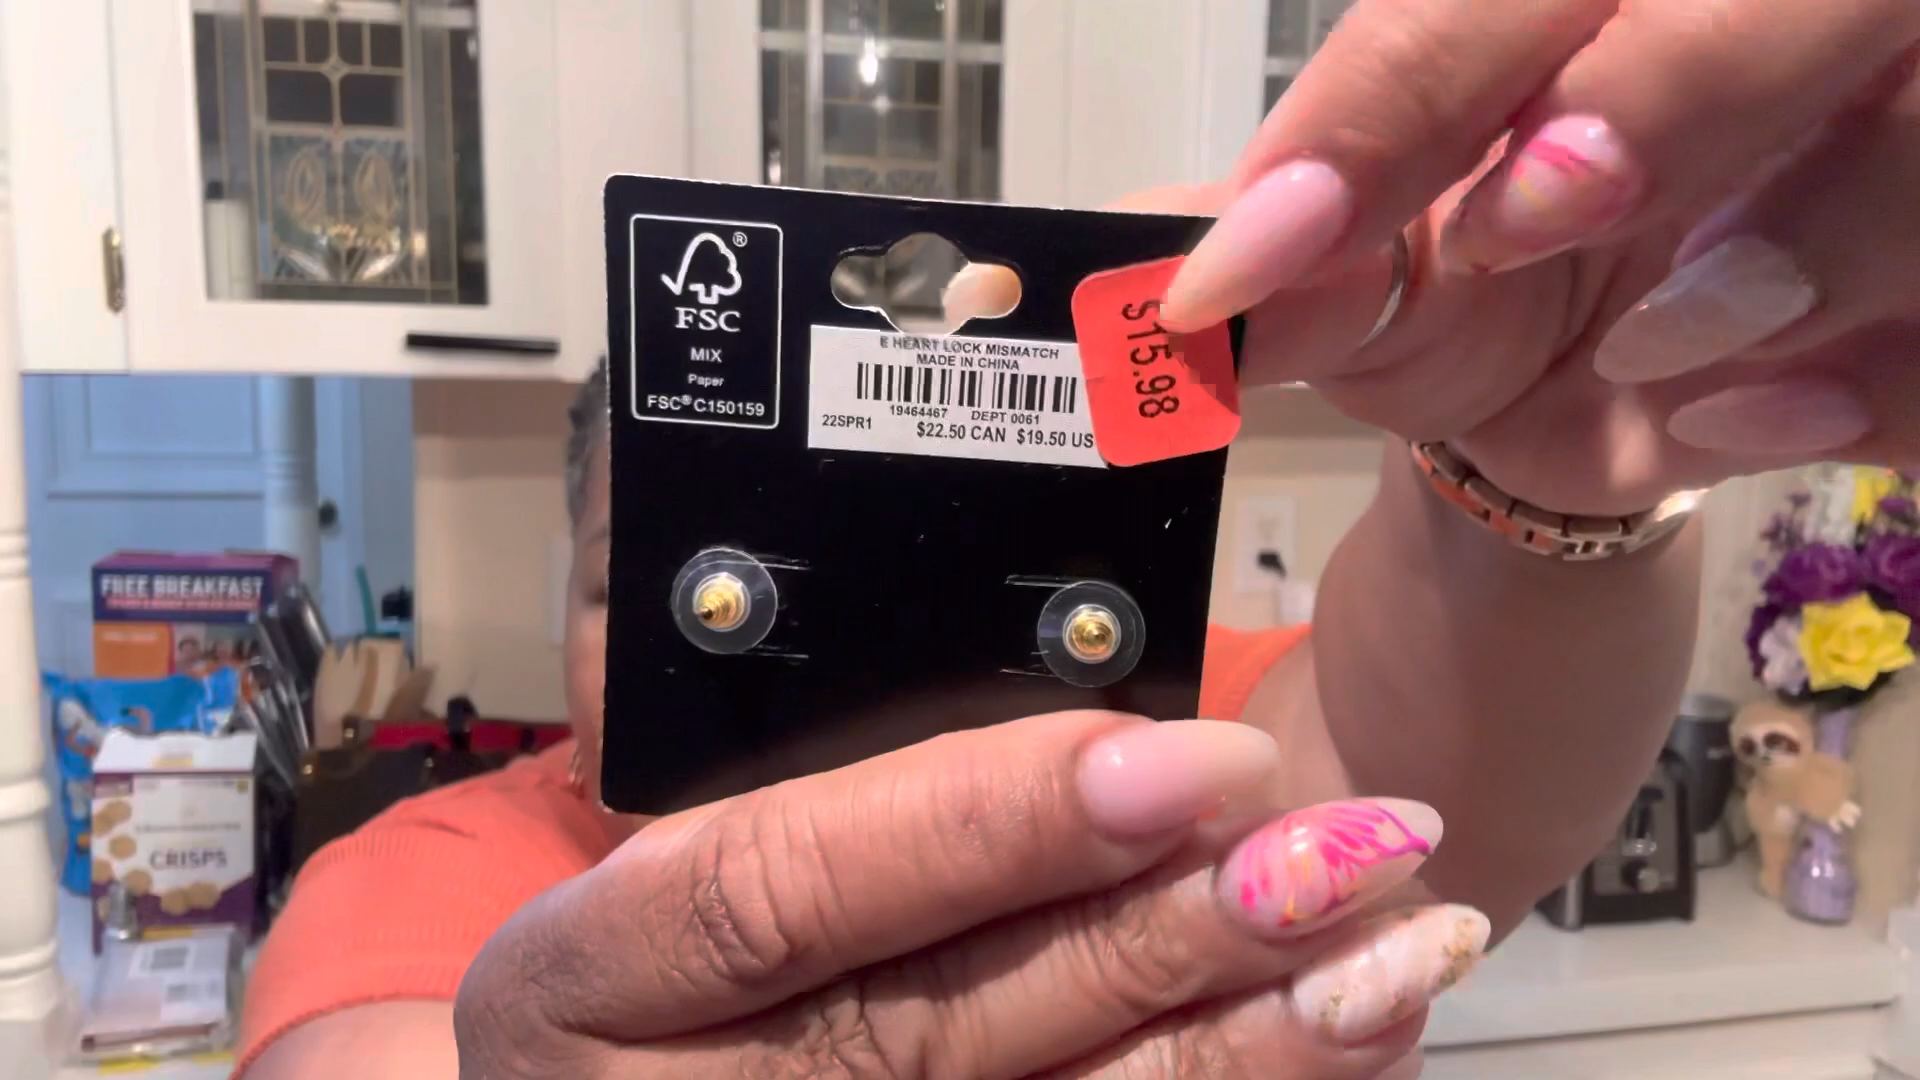 ®
FSC
MIX
Paper
FSC® C150159
E HEART LOCK MISMATCH
MADE IN CHINA
19464467 DEPT 0061
22SPR1 $22.50 CAN $19.50 US
$15.98
FREE BREAKFAST
CRISPS